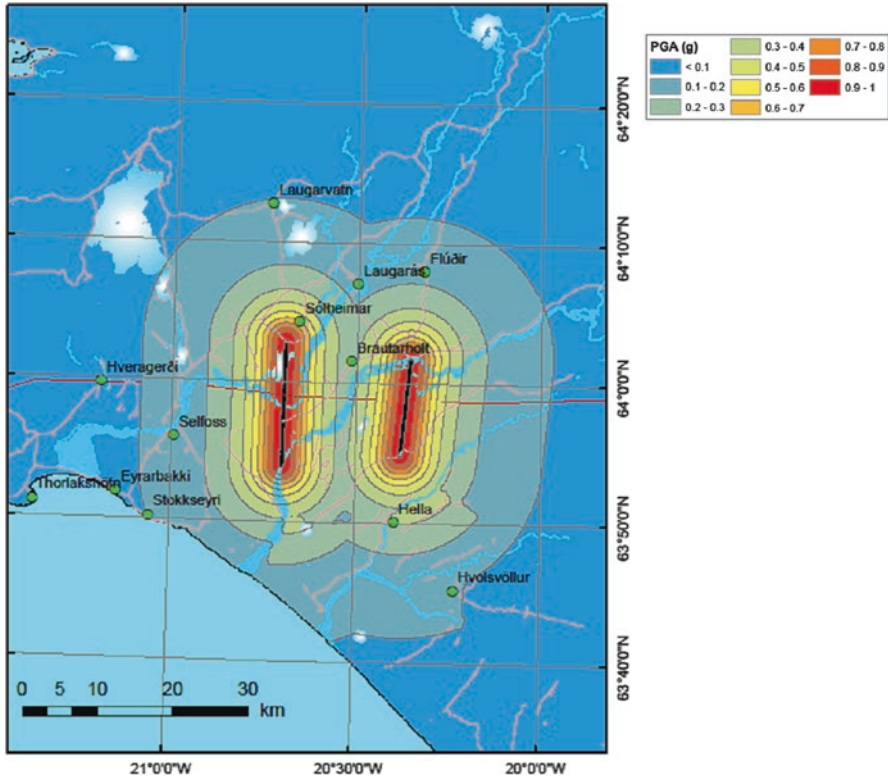 PGA (g)
< 0.1
0.1 - 0.2
0.2 - 0.3
0.3 - 0.4
0.4 - 0.5
0.5 - 0.6
0.6 - 0.7
0.7 - 0.8
0.8 - 0.9
0.9 - 1
64°20'0"N
Laugarvatn
64°10'0"N
Flúðir
Laugarás
Sólheimar
Brautarholt
Hveragerði
64°0'0"N
Selfoss
Eyrarbakki
Thorlákshöfn
Stokkseyri
Hella
63°50'0"N
Hvolsvöllur
63°40'0"N
0 5 10 20 30
km
21°0'0"W
20°30'0"W
20°0'0"W